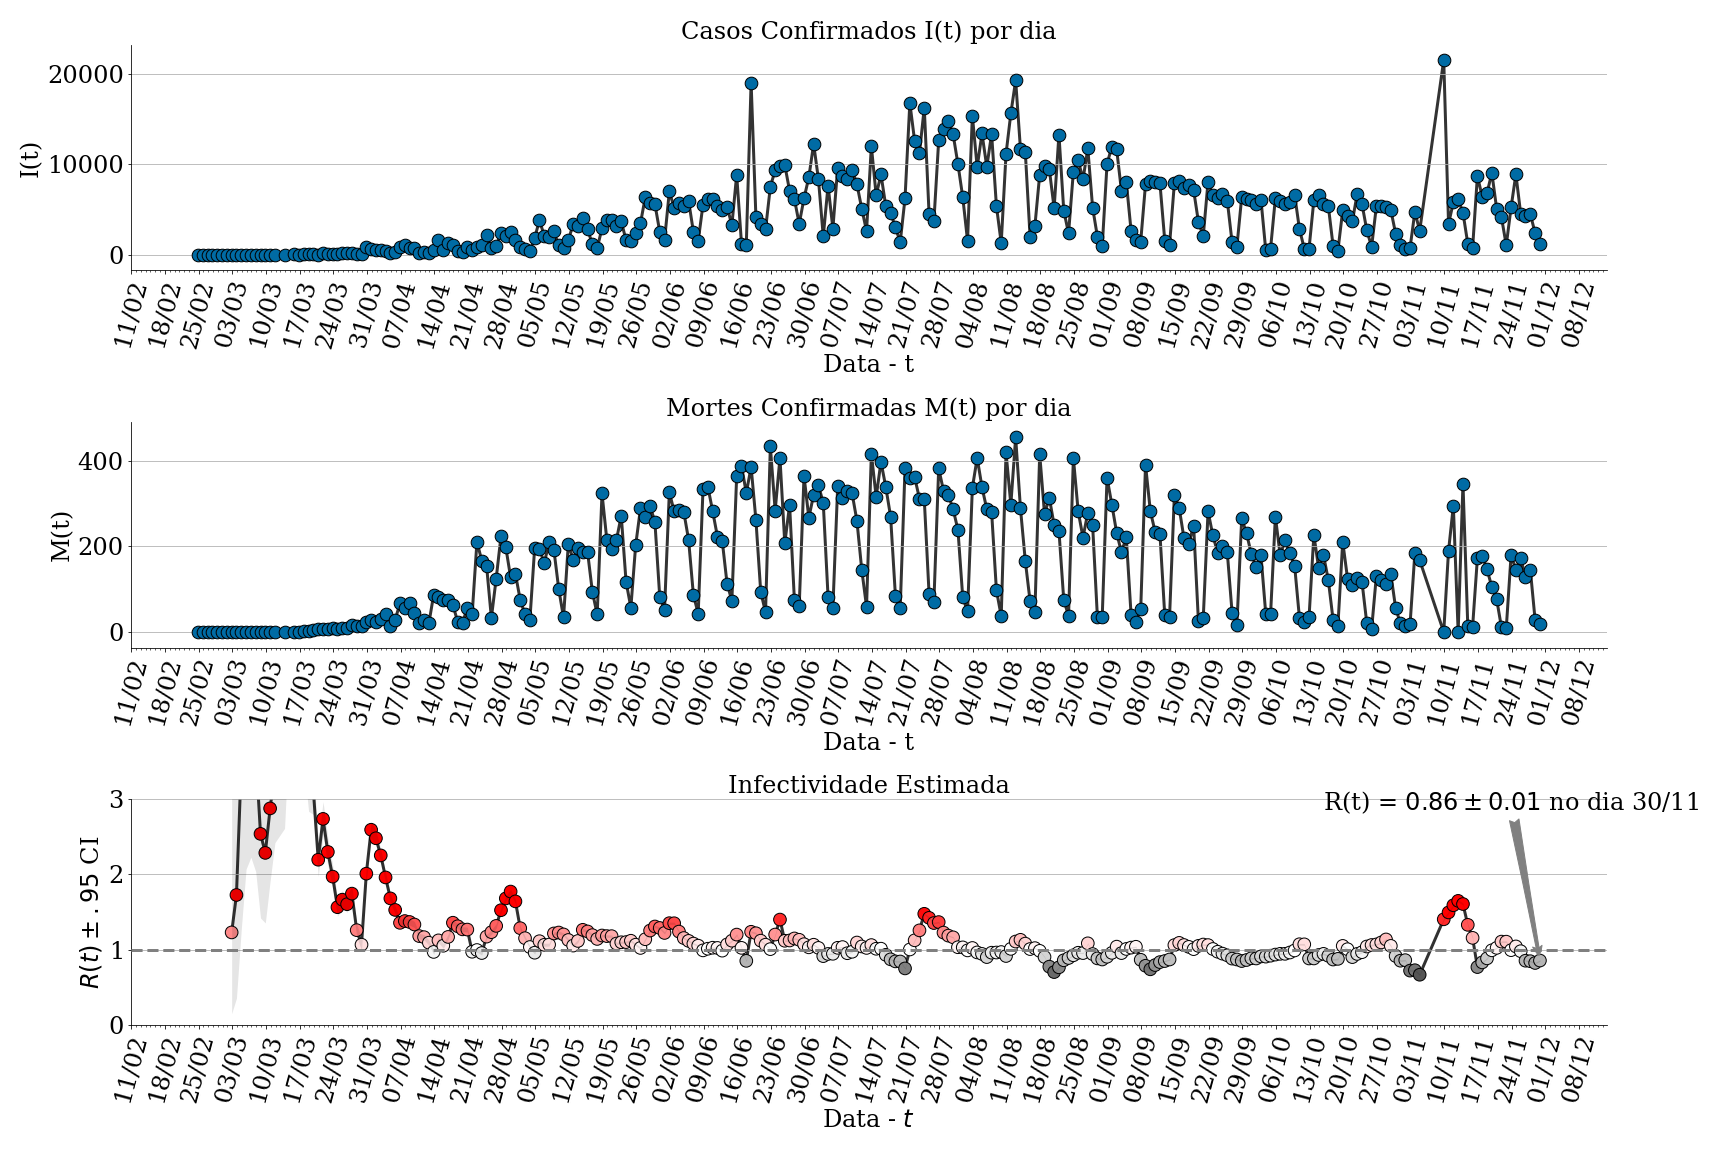 Casos Confirmados I(t) por dia
I(t)
20000
10000
0
11/02 18/02 25/02 03/03 10/03 17/03 24/03 31/03 07/04 14/04 21/04 28/04 05/05 12/05 19/05 26/05 02/06 09/06 16/06 23/06 30/06 07/07 14/07 21/07 28/07 04/08 11/08 18/08 25/08 01/09 08/09 15/09 22/09 29/09 06/10 13/10 20/10 27/10 03/11 10/11 17/11 24/11 01/12 08/12
Data - t
Mortes Confirmadas M(t) por dia
M(t)
400
200
0
11/02 18/02 25/02 03/03 10/03 17/03 24/03 31/03 07/04 14/04 21/04 28/04 05/05 12/05 19/05 26/05 02/06 09/06 16/06 23/06 30/06 07/07 14/07 21/07 28/07 04/08 11/08 18/08 25/08 01/09 08/09 15/09 22/09 29/09 06/10 13/10 20/10 27/10 03/11 10/11 17/11 24/11 01/12 08/12
Data - t
Infectividade Estimada
R(t) = 0.86 ± 0.01 no dia 30/11
R(t) ± .95 CI
3
2
1
0
11/02 18/02 25/02 03/03 10/03 17/03 24/03 31/03 07/04 14/04 21/04 28/04 05/05 12/05 19/05 26/05 02/06 09/06 16/06 23/06 30/06 07/07 14/07 21/07 28/07 04/08 11/08 18/08 25/08 01/09 08/09 15/09 22/09 29/09 06/10 13/10 20/10 27/10 03/11 10/11 17/11 24/11 01/12 08/12
Data - t